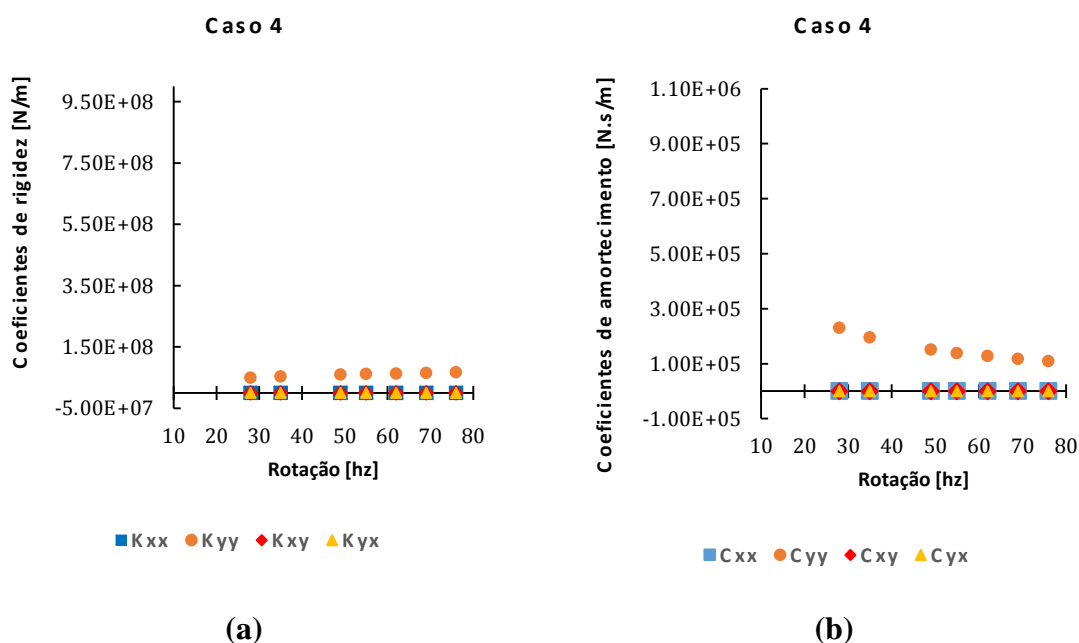 Caso 4
Coeficientes de rigidez [N/m]
9.50E+08
7.50E+08
5.50E+08
3.50E+08
1.50E+08
-5.00E+07
10 20 30 40 50 60 70 80
Rotação [hz]
Kxx Kyy Kxy Kyx
(a)
Caso 4
Coeficientes de amortecimento [N.s/m]
1.10E+06
9.00E+05
7.00E+05
5.00E+05
3.00E+05
1.00E+05
-1.00E+05
10 20 30 40 50 60 70 80
Rotação [hz]
Cxx Cyy Cxy Cyx
(b)